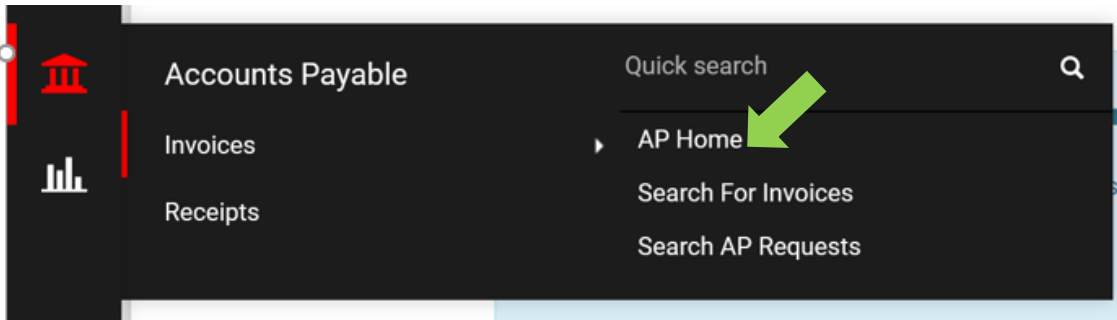 Accounts Payable
Invoices
Receipts
Quick search
AP Home
Search For Invoices
Search AP Requests